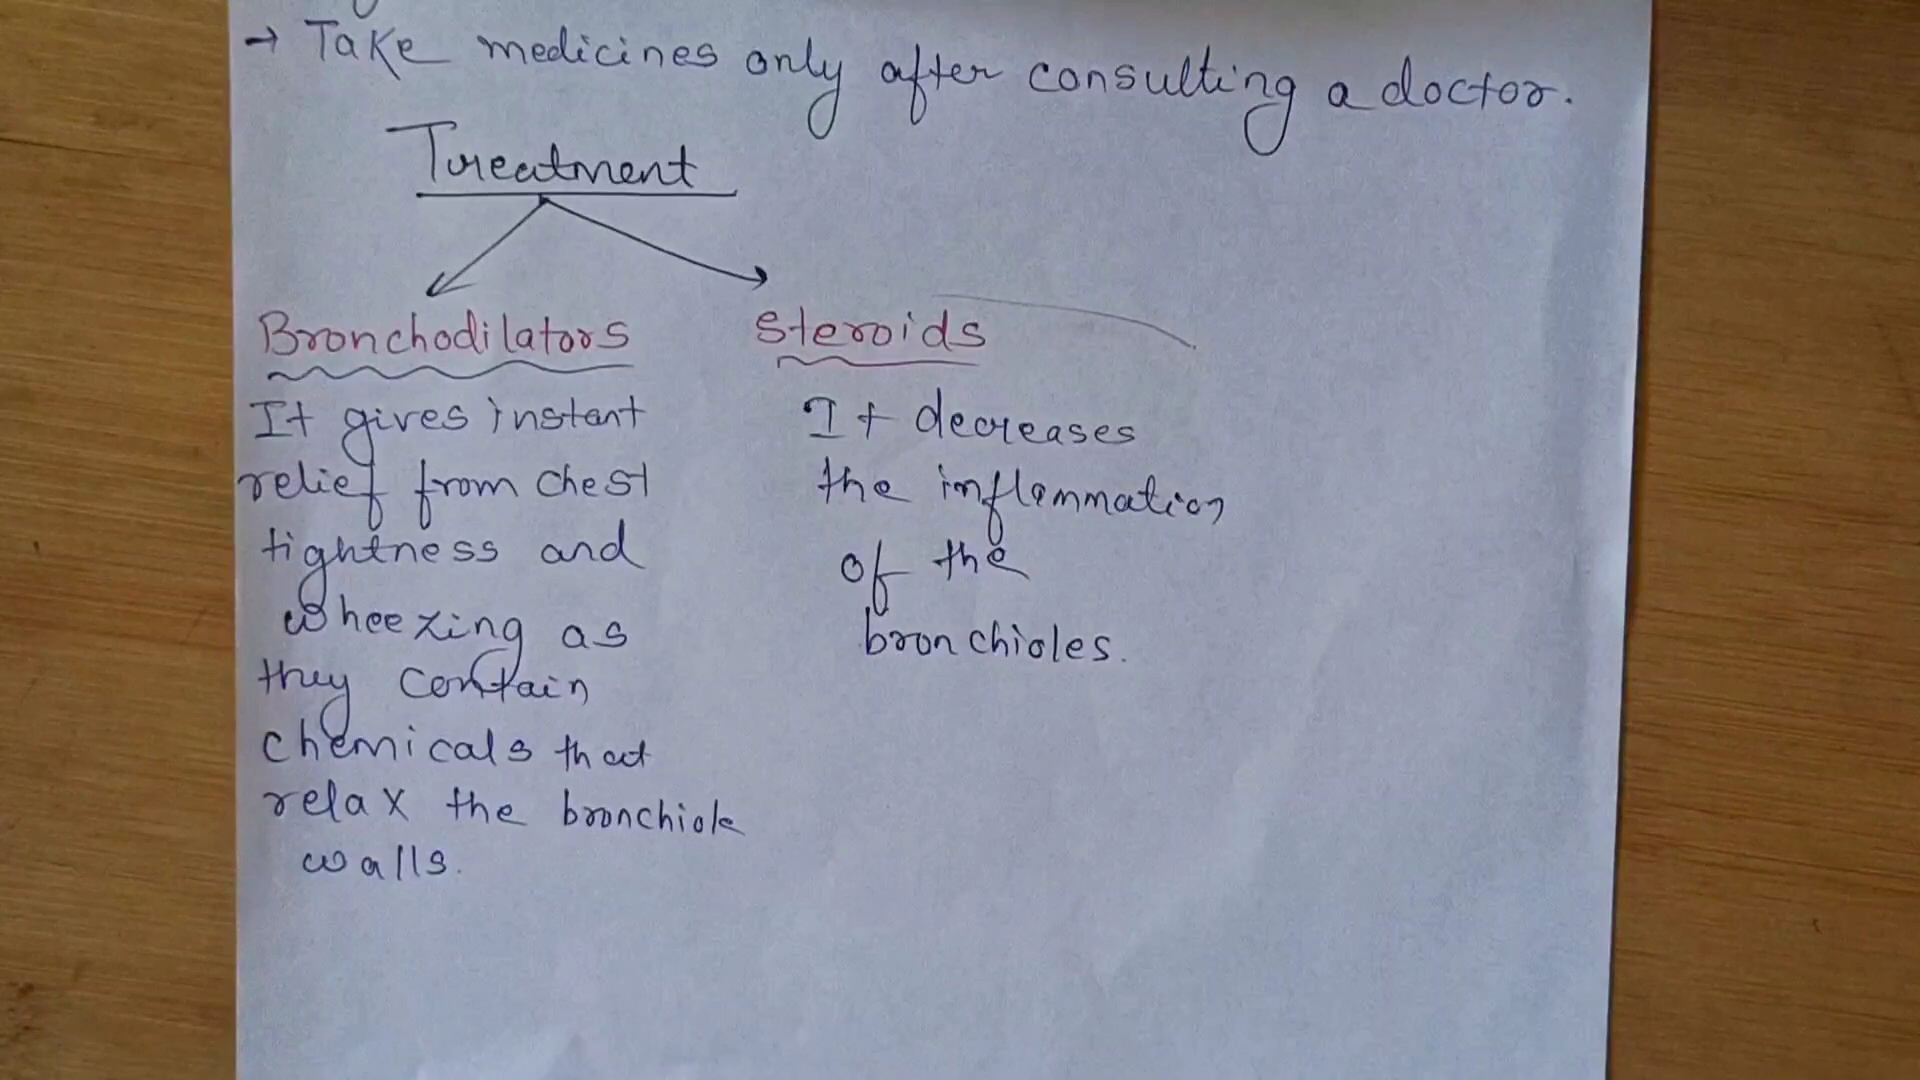 → Take medicines only after consulting a doctor.
Treatment
Bronchodilators
It gives instant
relief from chest
tightness and
wheezing as
they contain
chemicals that
relax the bronchiole
walls.
Steroids
It decreases
the inflammation
of the
bronchioles.